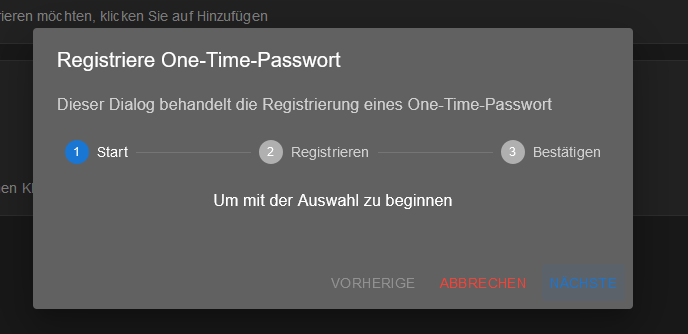 rieren möchten, klicken Sie auf Hinzufügen
Registriere One-Time-Passwort
Dieser Dialog behandelt die Registrierung eines One-Time-Passwort
1 Start 2 Registrieren 3 Bestätigen
nen
Um mit der Auswahl zu beginnen
VORHERIGE ABBRECHEN NÄCHSTE